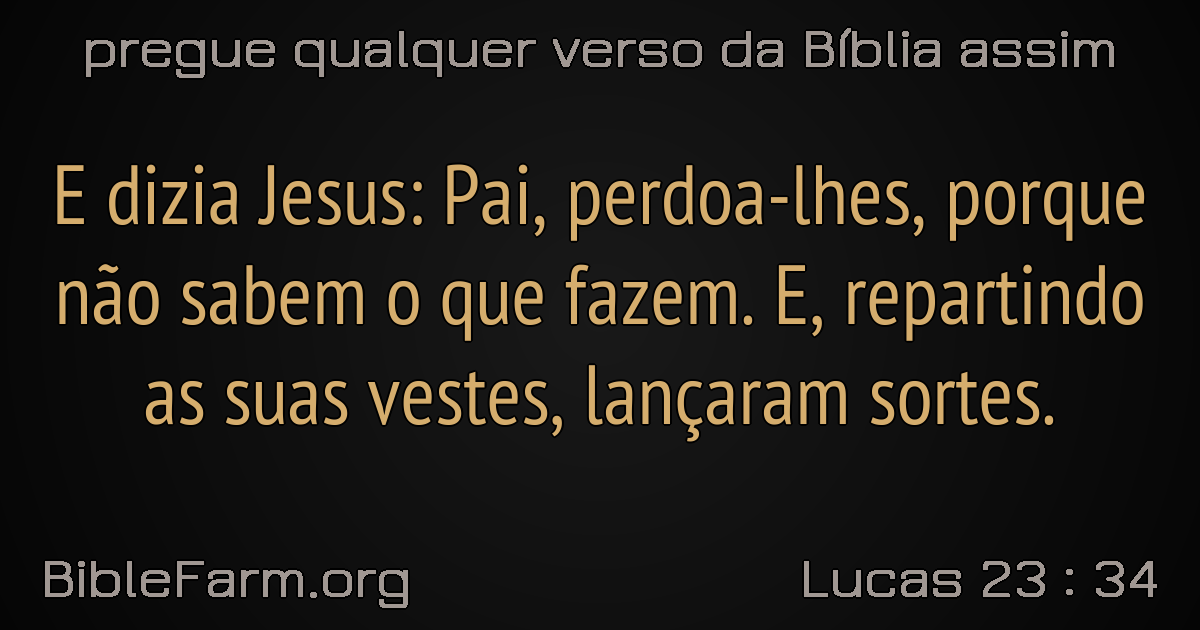 pregue qualquer verso da Bíblia assim
E dizia Jesus: Pai, perdoa-lhes, porque
não sabem o que fazem. E, repartindo
as suas vestes, lançaram sortes.
BibleFarm.org
Lucas 23 : 34